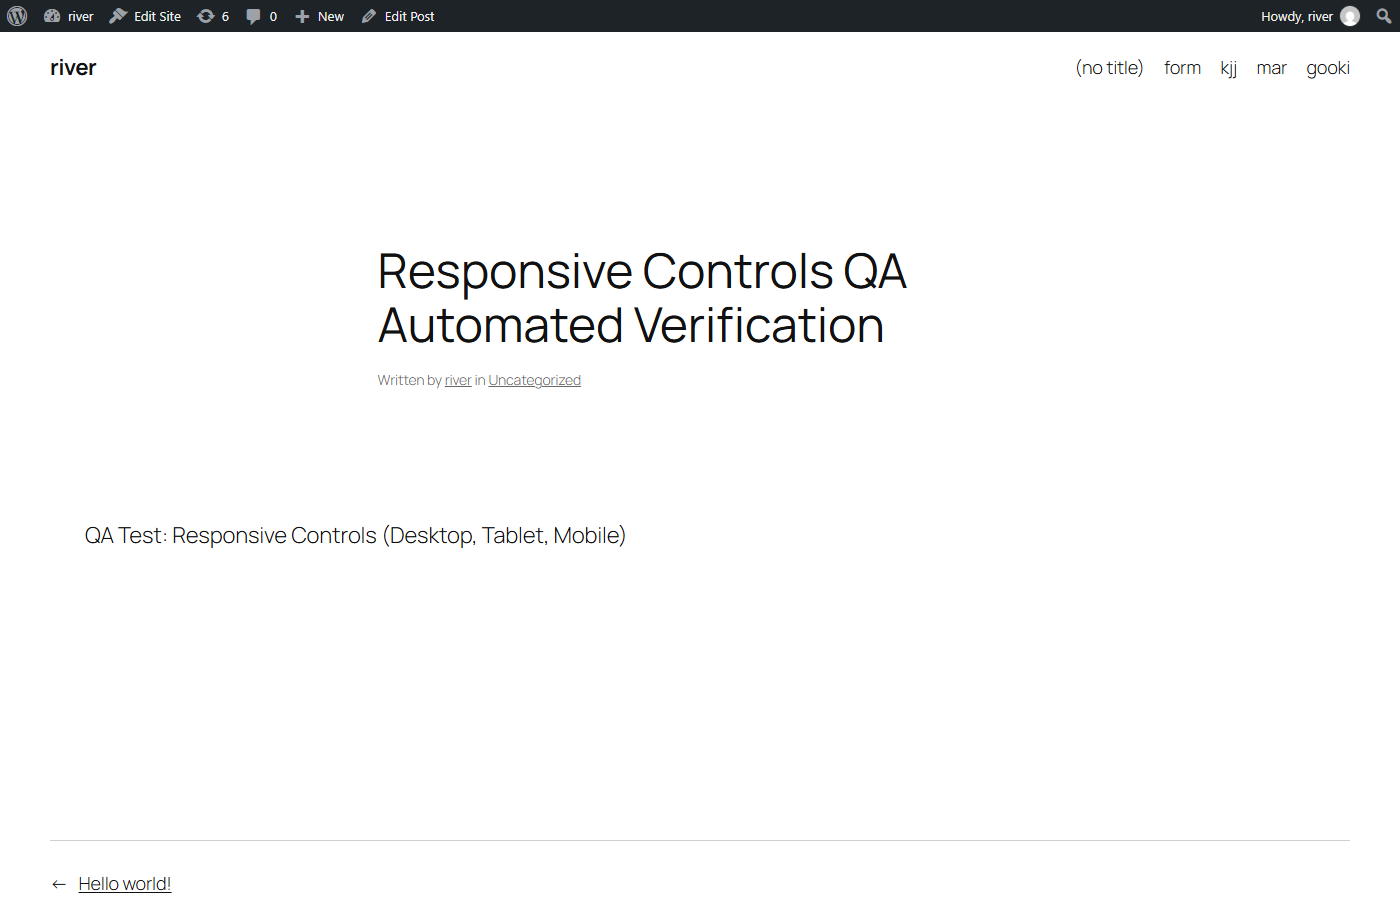 river Edit Site 6 0 New Edit Post Howdy, river
river (no title) form kjj mar gooki
Responsive Controls QA
Automated Verification
Written by river in Uncategorized
QA Test: Responsive Controls (Desktop, Tablet, Mobile)
← Hello world!